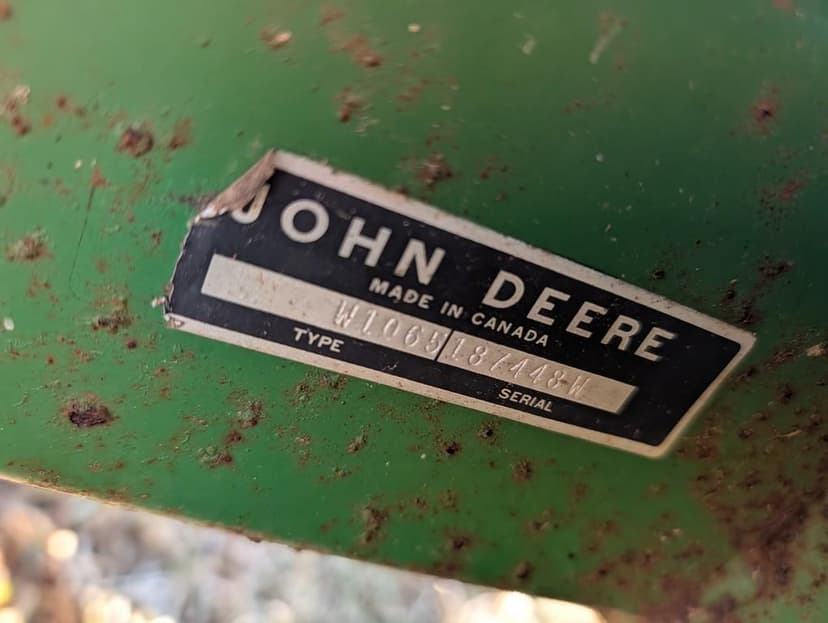 JOHN DEERE
MADE IN CANADA
W1065 187448W
TYPE SERIAL